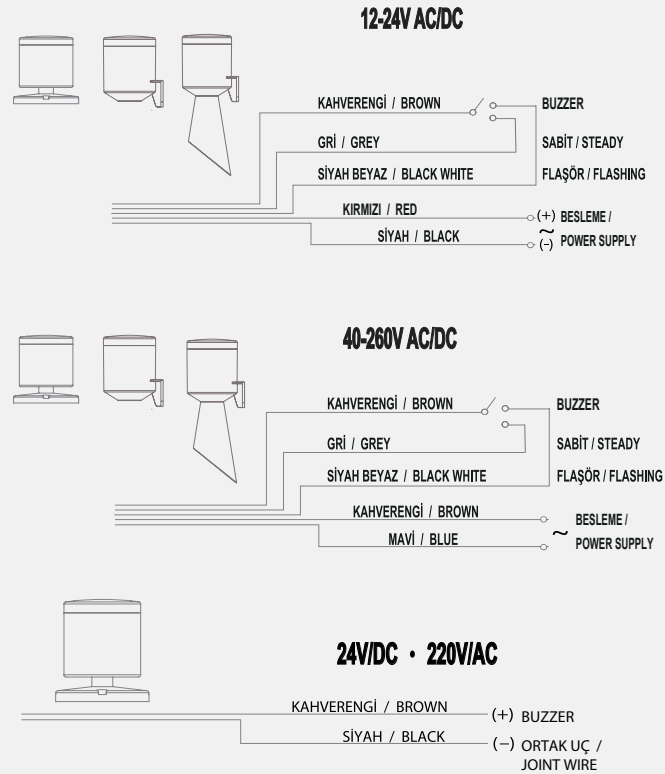 12-24V AC/DC
KAHVERENGİ / BROWN
BUZZER
GRİ / GREY
SABİT / STEADY
SİYAH BEYAZ / BLACK WHITE
FLAŞÖR / FLASHING
KIRMIZI / RED
(+) BESLEME /
~
SİYAH / BLACK
(-) POWER SUPPLY
40-260V AC/DC
KAHVERENGİ / BROWN
BUZZER
GRİ / GREY
SABİT / STEADY
SİYAH BEYAZ / BLACK WHITE
FLAŞÖR / FLASHING
KAHVERENGİ / BROWN
BESLEME /
~
MAVİ / BLUE
POWER SUPPLY
24V/DC • 220V/AC
KAHVERENGİ / BROWN
(+) BUZZER
SİYAH / BLACK
(−) ORTAK UÇ /
JOINT WIRE